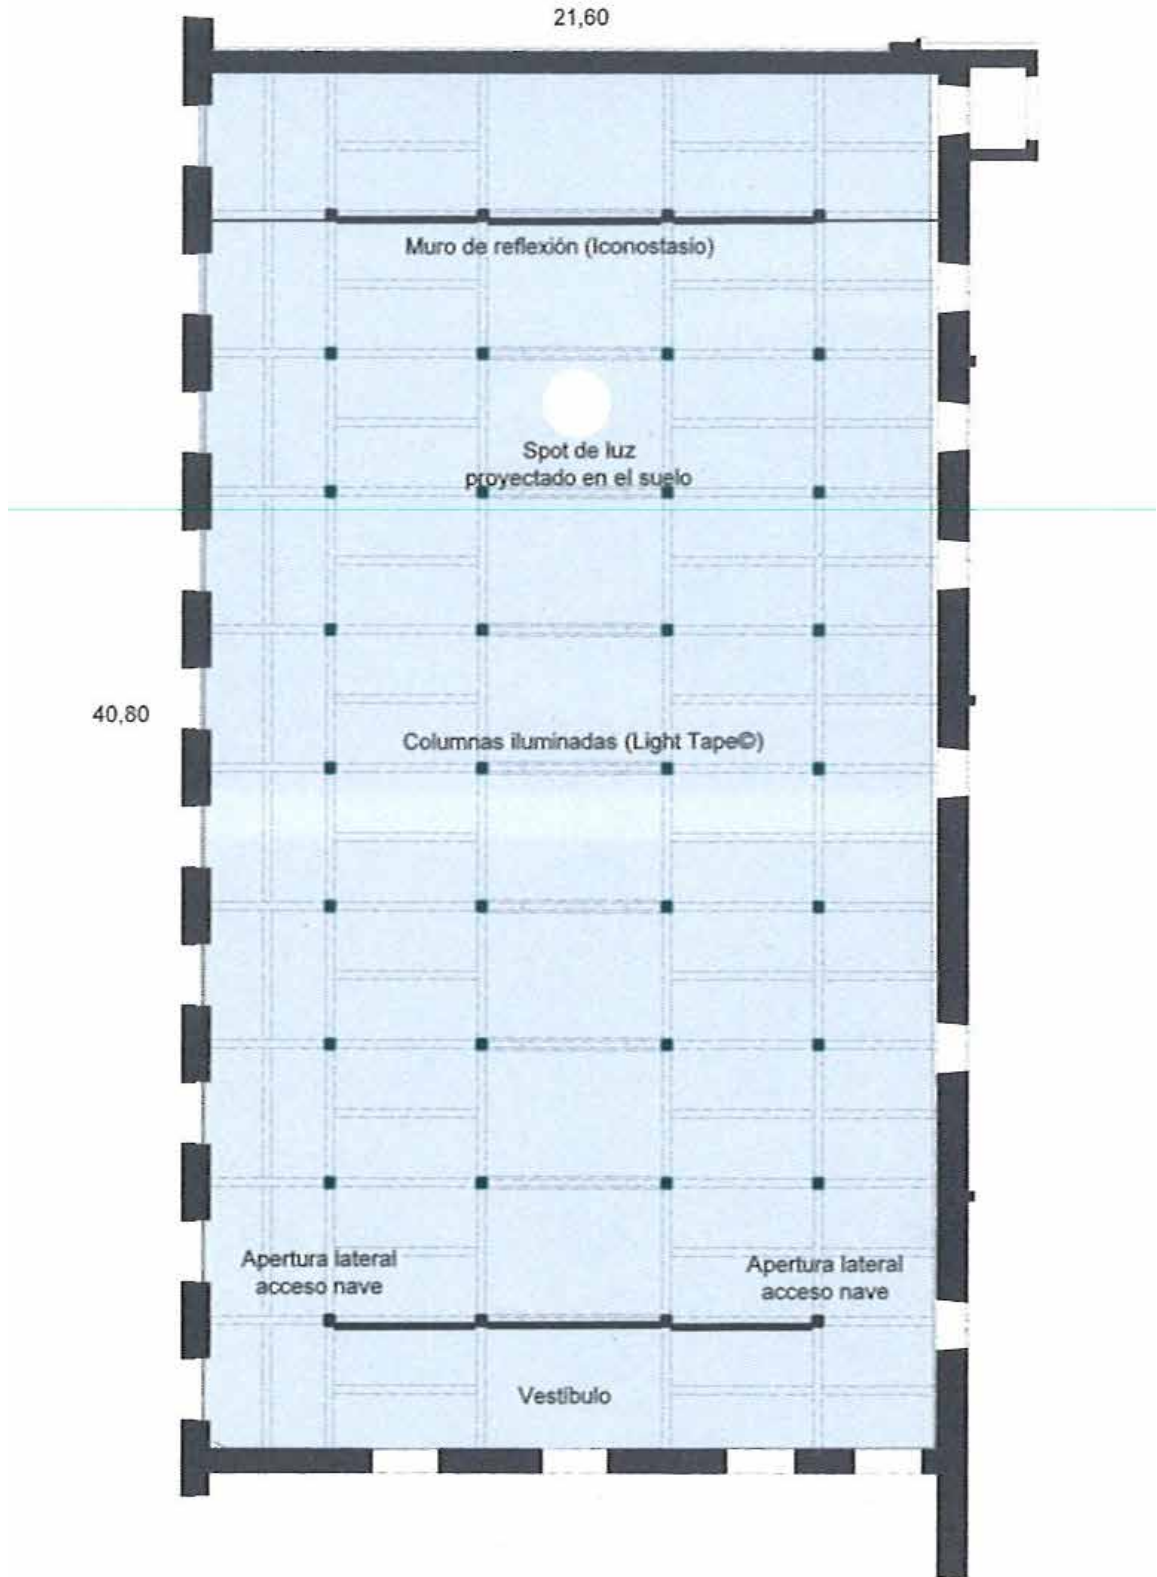 21,60
Muro de reflexión (Iconostasio)
Spot de luz
proyectado en el suelo
40,80
Columnas iluminadas (Light Tape©)
Apertura lateral
acceso nave
Apertura lateral
acceso nave
Vestíbulo